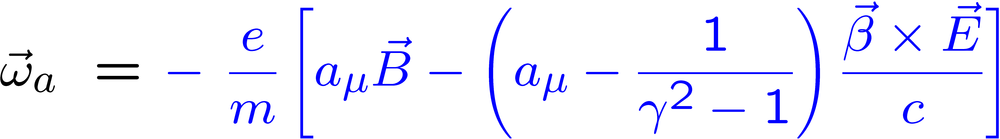 $\vec{\omega}_a = -\frac{e}{m}\left[a_\mu \vec{B} - \left(a_\mu - \frac{1}{\gamma^2 - 1}\right)\frac{\vec{\beta} \times \vec{E}}{c}\right]$